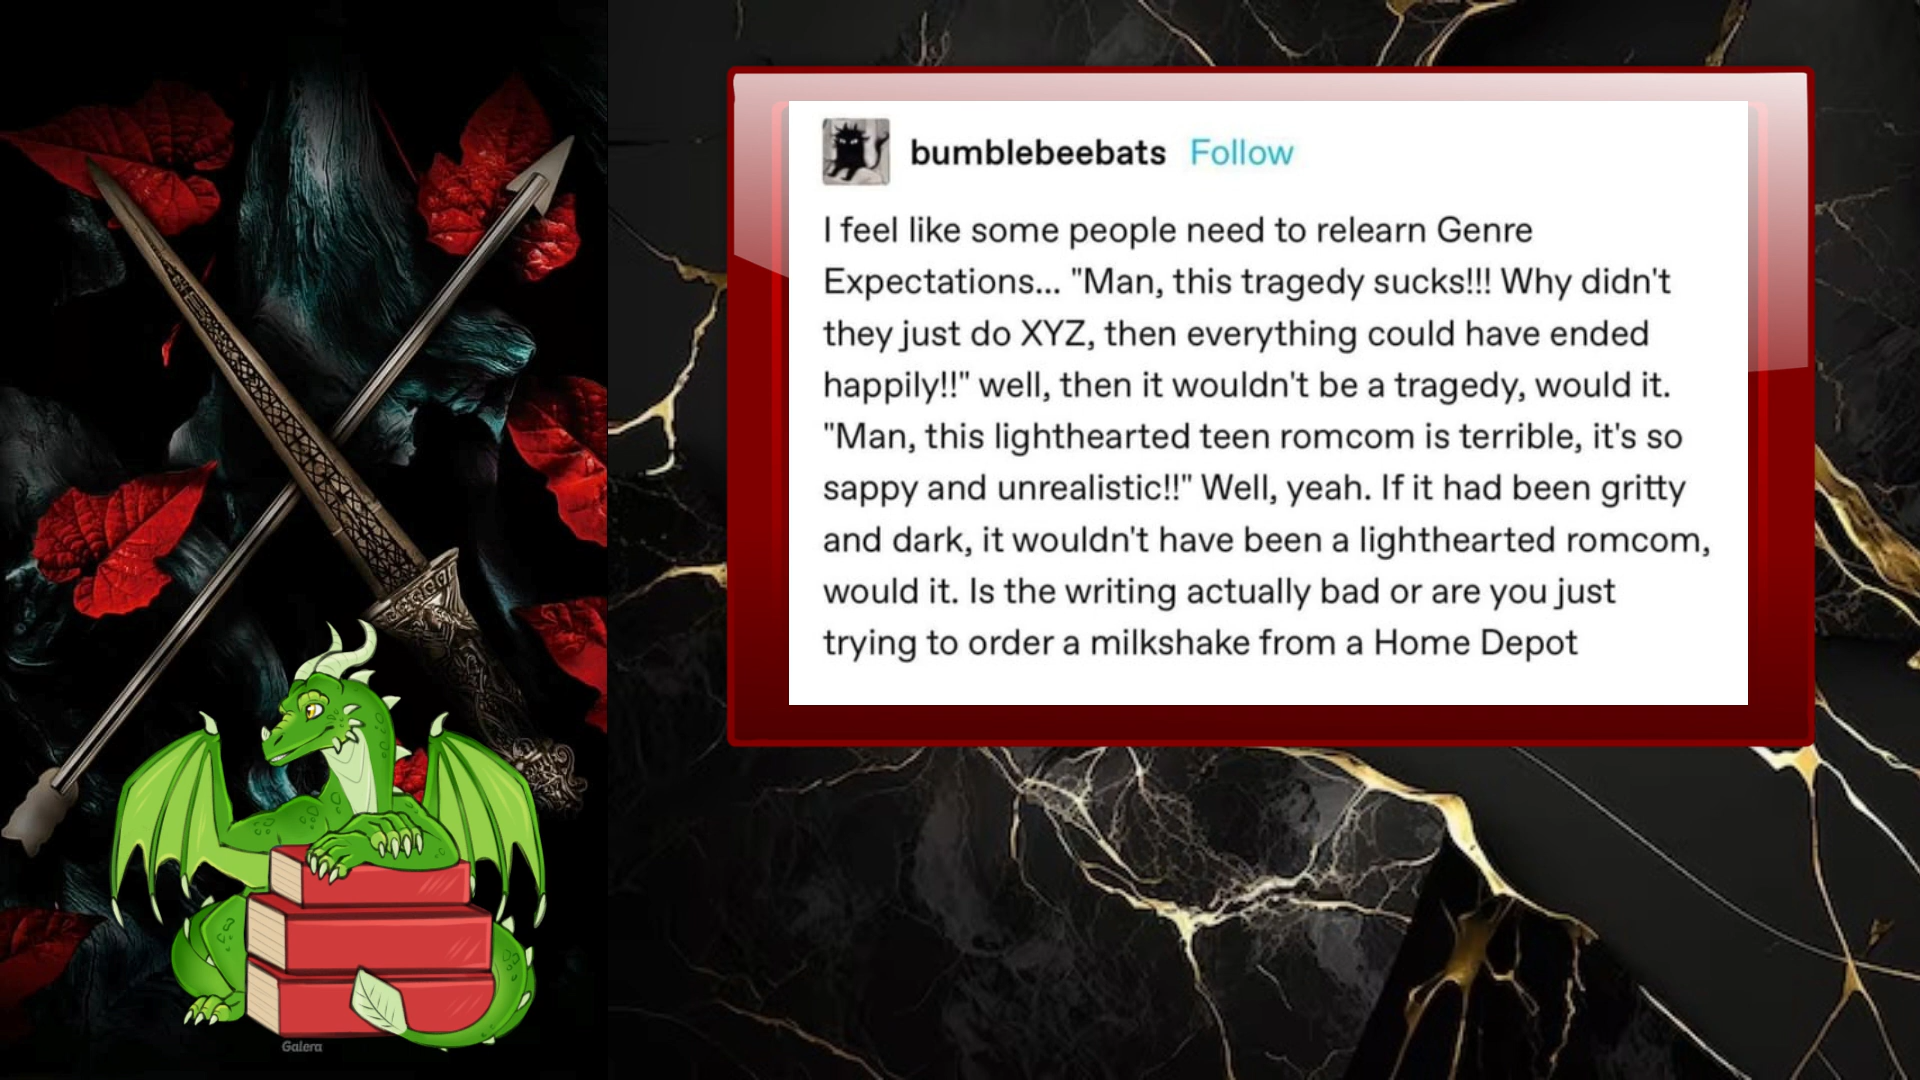 bumblebeebats Follow
I feel like some people need to relearn Genre
Expectations... "Man, this tragedy sucks!!! Why didn't
they just do XYZ, then everything could have ended
happily!!" well, then it wouldn't be a tragedy, would it.
"Man, this lighthearted teen romcom is terrible, it's so
sappy and unrealistic!!" Well, yeah. If it had been gritty
and dark, it wouldn't have been a lighthearted romcom,
would it. Is the writing actually bad or are you just
trying to order a milkshake from a Home Depot
Galera